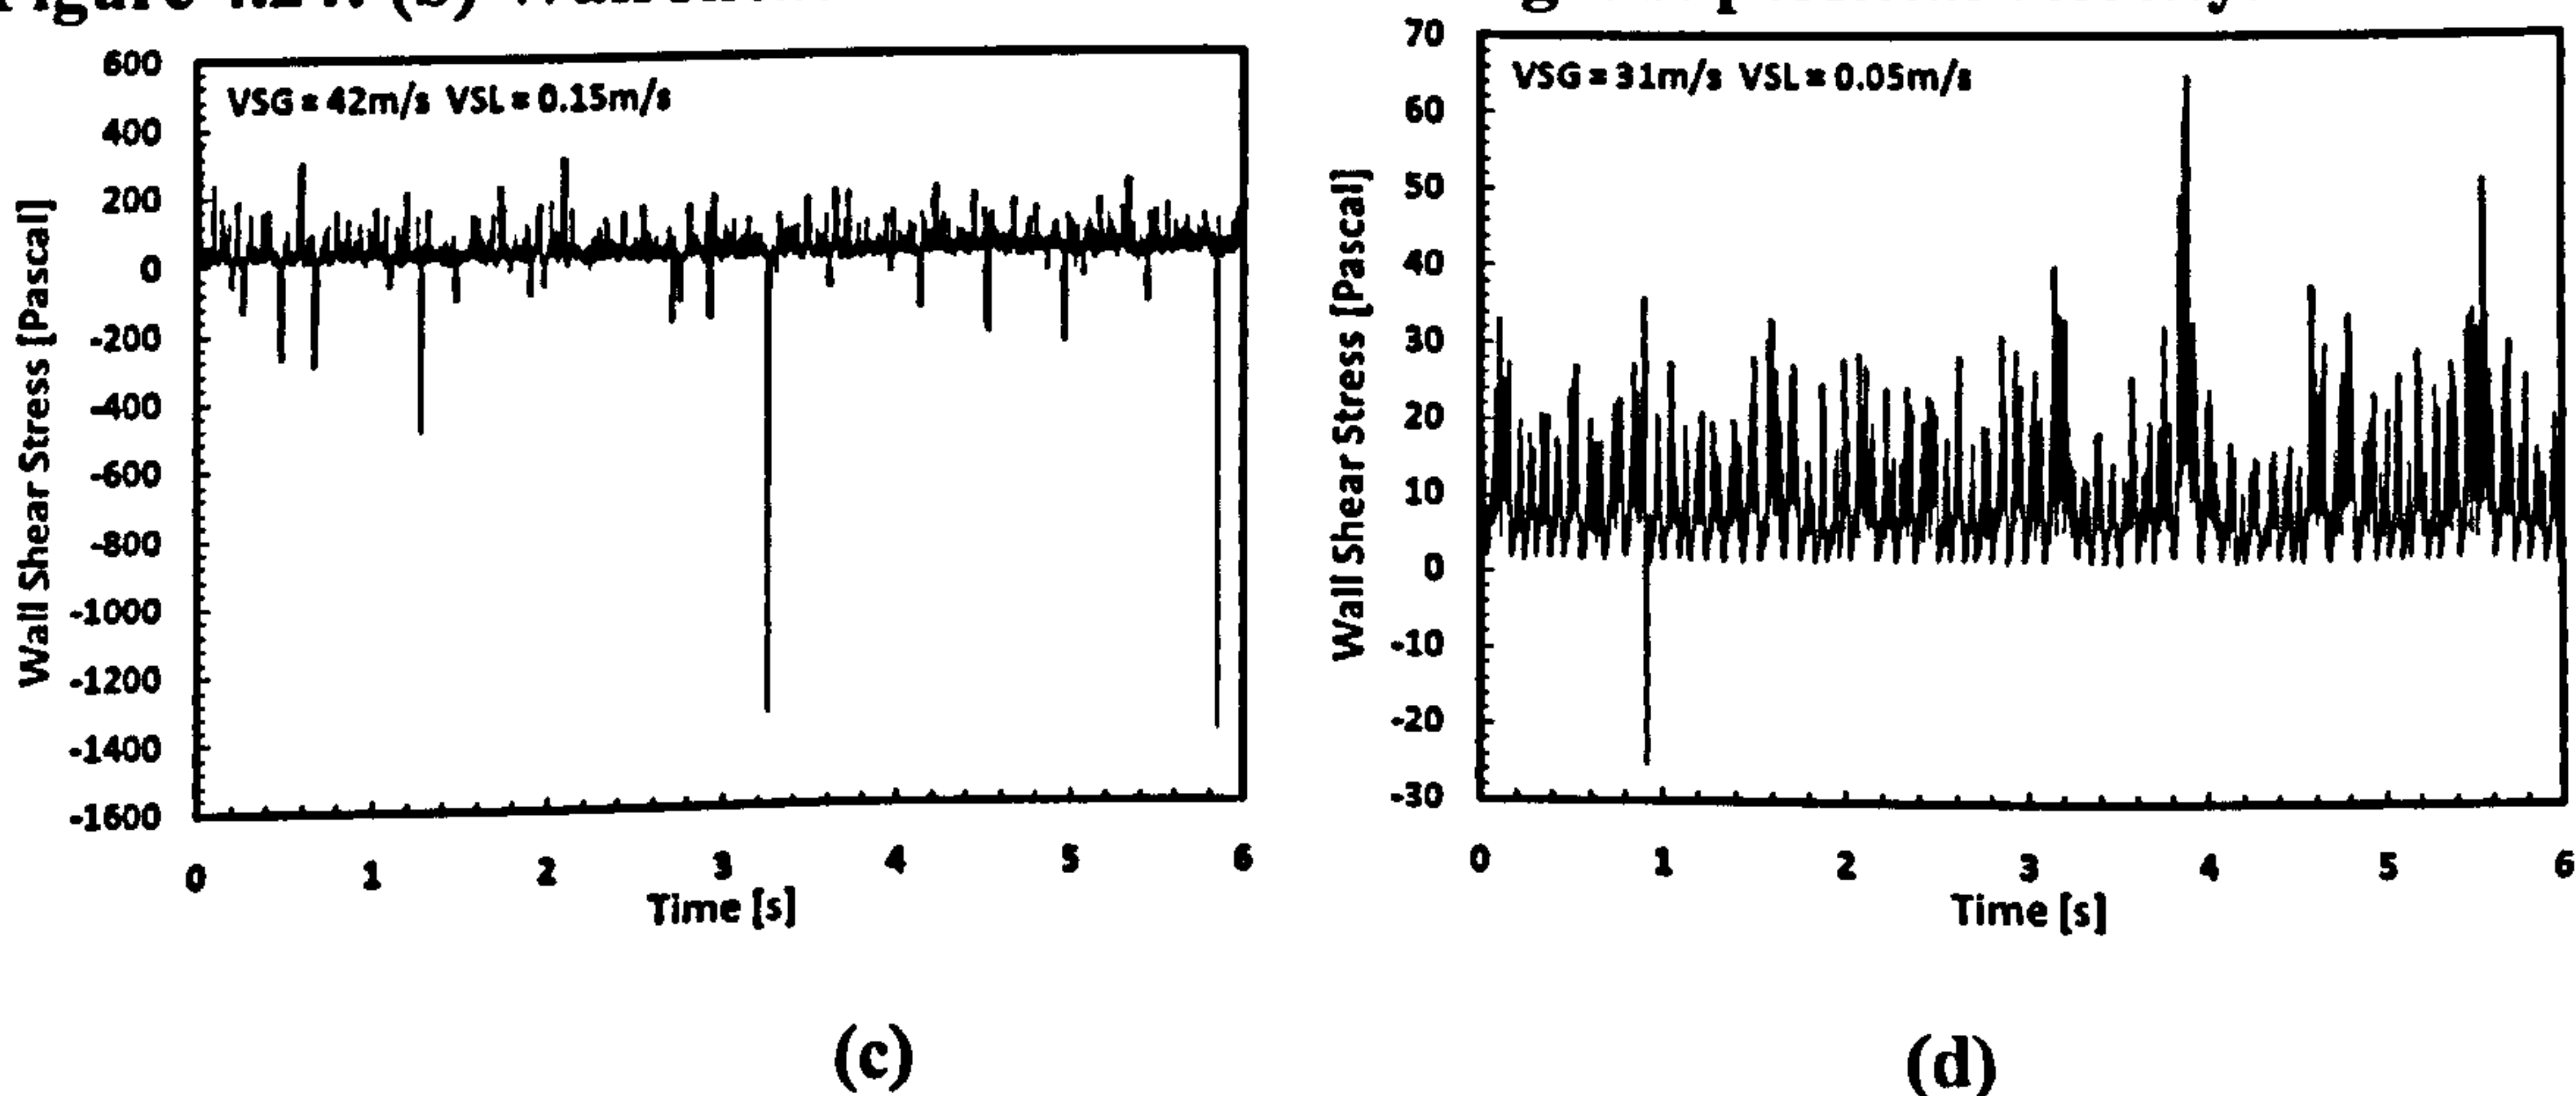 VSG = 42m/s VSL = 0.15m/s
600
400
200
0
-200
-400
-600
-800
-1000
-1200
-1400
-1600
Wall Shear Stress [Pascal]
0 1 2 3 4 5 6
Time [s]
(c)
VSG = 31m/s VSL = 0.05m/s
70
60
50
40
30
20
10
0
-10
-20
-30
Wall Shear Stress [Pascal]
0 1 2 3 4 5 6
Time [s]
(d)